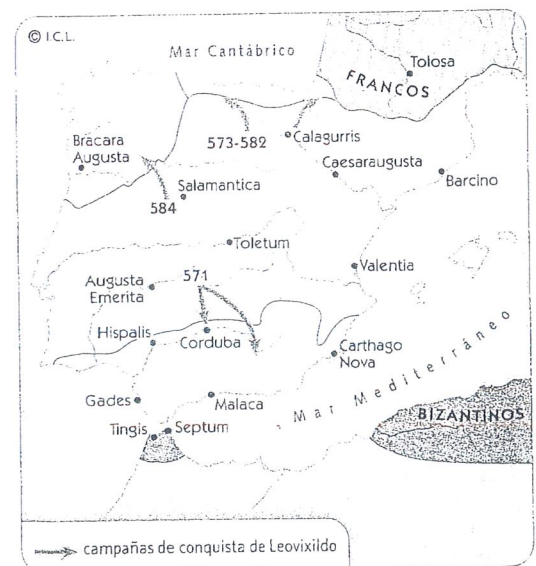 © I.C.L.
Mar Cantábrico
Tolosa
FRANCOS
Bracara
Augusta
573-582
Calagurris
Caesaraugusta
Barcino
Salamantica
584
Toletum
Valentia
571
Augusta
Emerita
Hispalis
Corduba
Carthago
Nova
Gades
Malaca
Mar Mediterráneo
BIZANTINOS
Tingis
Septum
campañas de conquista de Leovixildo